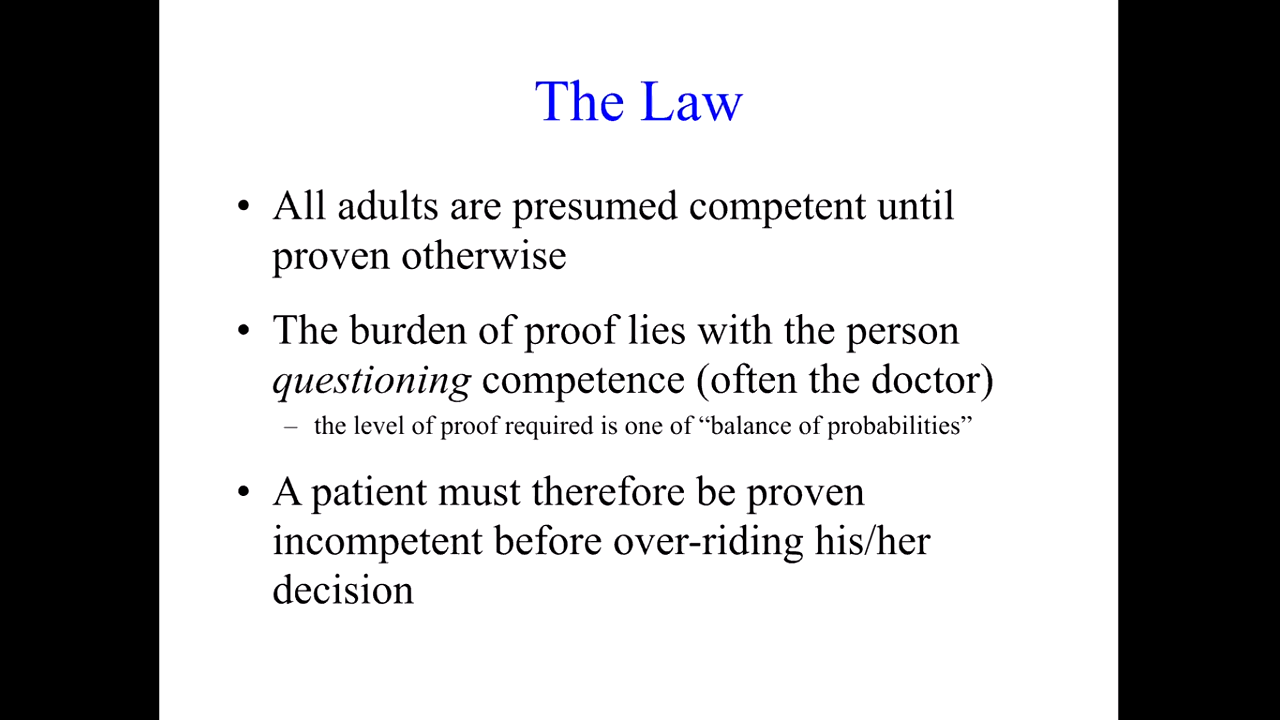 The Law
• All adults are presumed competent until
proven otherwise
• The burden of proof lies with the person
questioning competence (often the doctor)
– the level of proof required is one of “balance of probabilities”
• A patient must therefore be proven
incompetent before over-riding his/her
decision